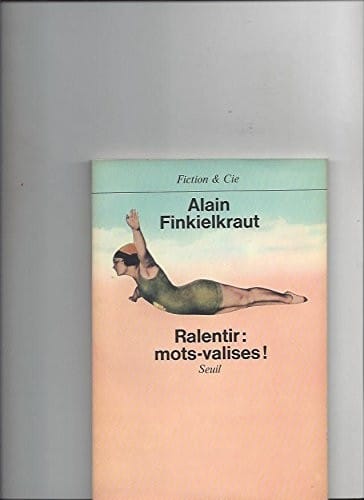 Fiction & Cie
Alain
Finkielkraut
Ralentir:
mots-valises!
Seuil